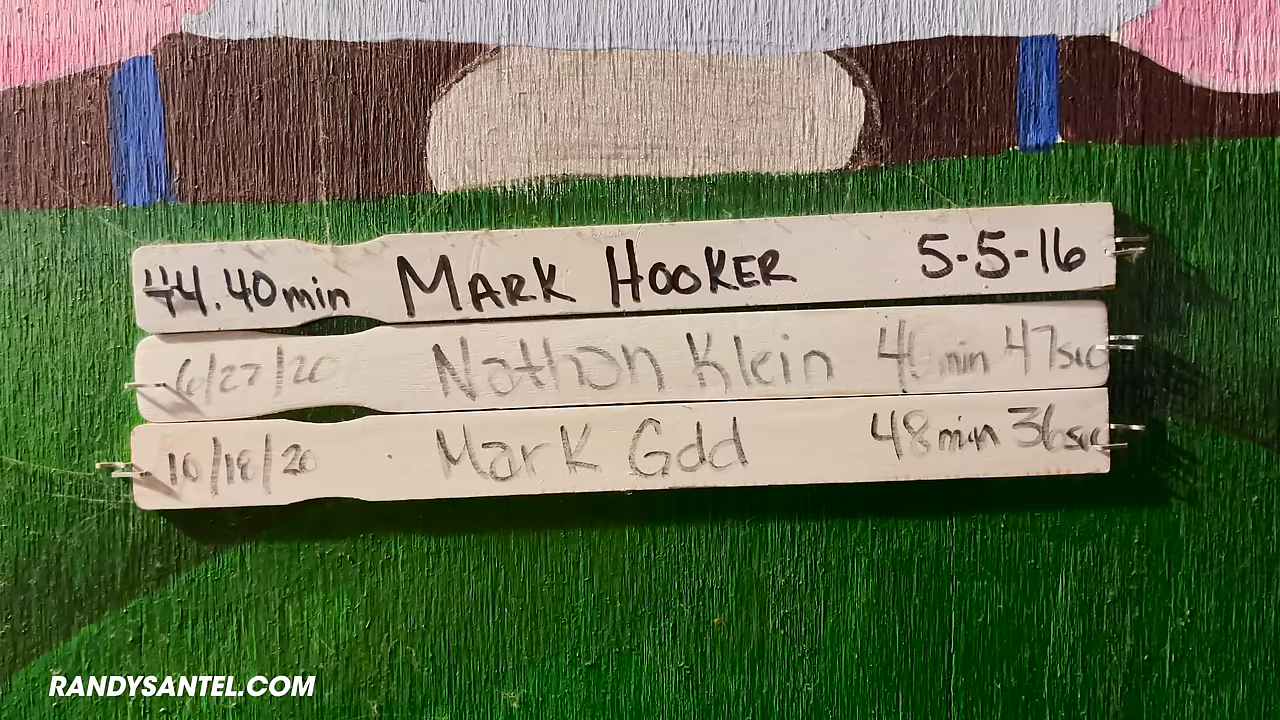 44.40min MARK HOOKER 5-5-16
6/27/20 Nathan Klein min 47sec
10/18/20 Mark Gdd 48min 36sec
RANDYSANTEL.COM